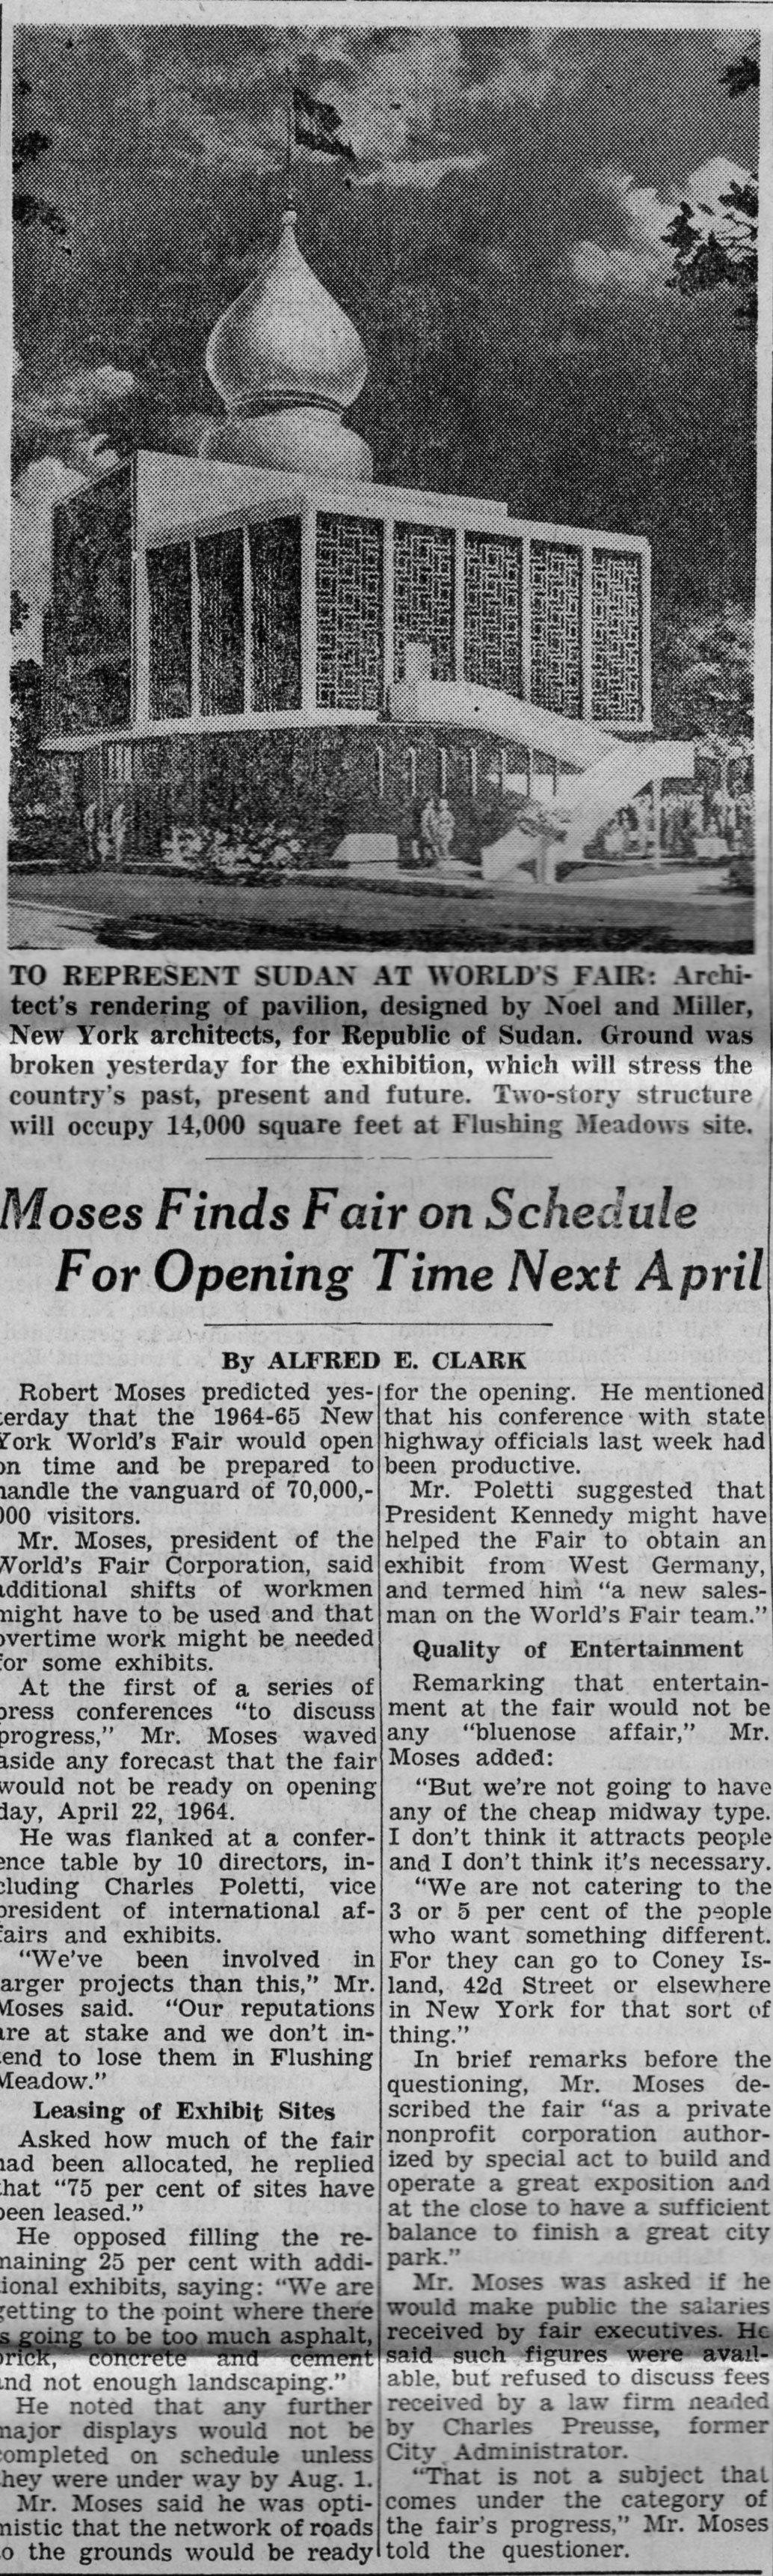 TO REPRESENT SUDAN AT WORLD'S FAIR: Archi-
tect's rendering of pavilion, designed by Noel and Miller,
New York architects, for Republic of Sudan. Ground was
broken yesterday for the exhibition, which will stress the
country's past, present and future. Two-story structure
will occupy 14,000 square feet at Flushing Meadows site.
Moses Finds Fair on Schedule
For Opening Time Next April
By ALFRED E. CLARK
Robert Moses predicted yes-
terday that the 1964-65 New
York World's Fair would open
on time and be prepared to
handle the vanguard of 70,000,-
000 visitors.
Mr. Moses, president of the
World's Fair Corporation, said
additional shifts of workmen
might have to be used and that
overtime work might be needed
for some exhibits.
At the first of a series of
press conferences "to discuss
progress," Mr. Moses waved
aside any forecast that the fair
would not be ready on opening
day, April 22, 1964.
He was flanked at a confer-
ence table by 10 directors, in-
cluding Charles Poletti, vice
president of international af-
fairs and exhibits.
"We've been involved in
larger projects than this," Mr.
Moses said. "Our reputations
are at stake and we don't in-
tend to lose them in Flushing
Meadow."
Leasing of Exhibit Sites
Asked how much of the fair
had been allocated, he replied
that "75 per cent of sites have
been leased."
He opposed filling the re-
maining 25 per cent with addi-
tional exhibits, saying: "We are
getting to the point where there
is going to be too much asphalt,
brick, concrete and cement
and not enough landscaping."
He noted that any further
major displays would not be
completed on schedule unless
they were under way by Aug. 1.
Mr. Moses said he was opti-
mistic that the network of roads
to the grounds would be ready
for the opening. He mentioned
that his conference with state
highway officials last week had
been productive.
Mr. Poletti suggested that
President Kennedy might have
helped the Fair to obtain an
exhibit from West Germany,
and termed him "a new sales-
man on the World's Fair team."
Quality of Entertainment
Remarking that entertain-
ment at the fair would not be
any "bluenose affair," Mr.
Moses added:
"But we're not going to have
any of the cheap midway type.
I don't think it attracts people
and I don't think it's necessary.
"We are not catering to the
3 or 5 per cent of the people
who want something different.
For they can go to Coney Is-
land, 42d Street or elsewhere
in New York for that sort of
thing."
In brief remarks before the
questioning, Mr. Moses de-
scribed the fair "as a private
nonprofit corporation author-
ized by special act to build and
operate a great exposition and
at the close to have a sufficient
balance to finish a great city
park."
Mr. Moses was asked if he
would make public the salaries
received by fair executives. He
said such figures were avail-
able, but refused to discuss fees
received by a law firm headed
by Charles Preusse, former
City Administrator.
"That is not a subject that
comes under the category of
the fair's progress," Mr. Moses
told the questioner.